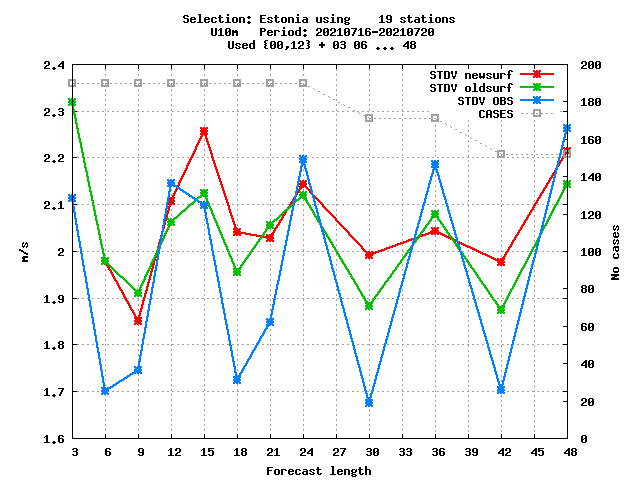 Selection: Estonia using    19 stations
U10m   Period: 20210716-20210720
Used {00,12} + 03 06 ... 48
STDV newsurf
STDV oldsurf
STDV OBS
CASES
2.4
2.3
2.2
2.1
2
1.9
1.8
1.7
1.6
m/s
200
180
160
140
120
100
80
60
40
20
0
No cases
3 6 9 12 15 18 21 24 27 30 33 36 39 42 45 48
Forecast length